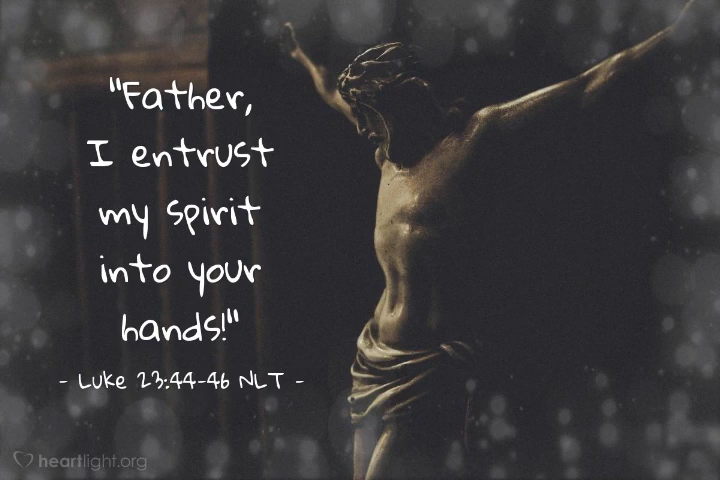 "Father,
I entrust
my spirit
into your
hands!"
- Luke 23:44-46 NLT -
heartlight.org